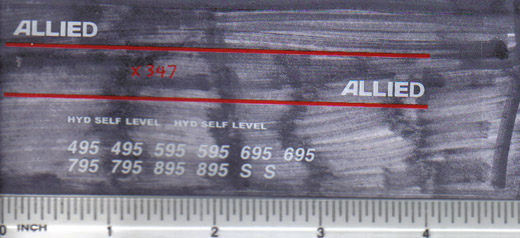 ALLIED
x 347
ALLIED
HYD SELF LEVEL HYD SELF LEVEL
495 495 595 595 695 695
795 795 895 895 S S
0 INCH 1 2 3 4